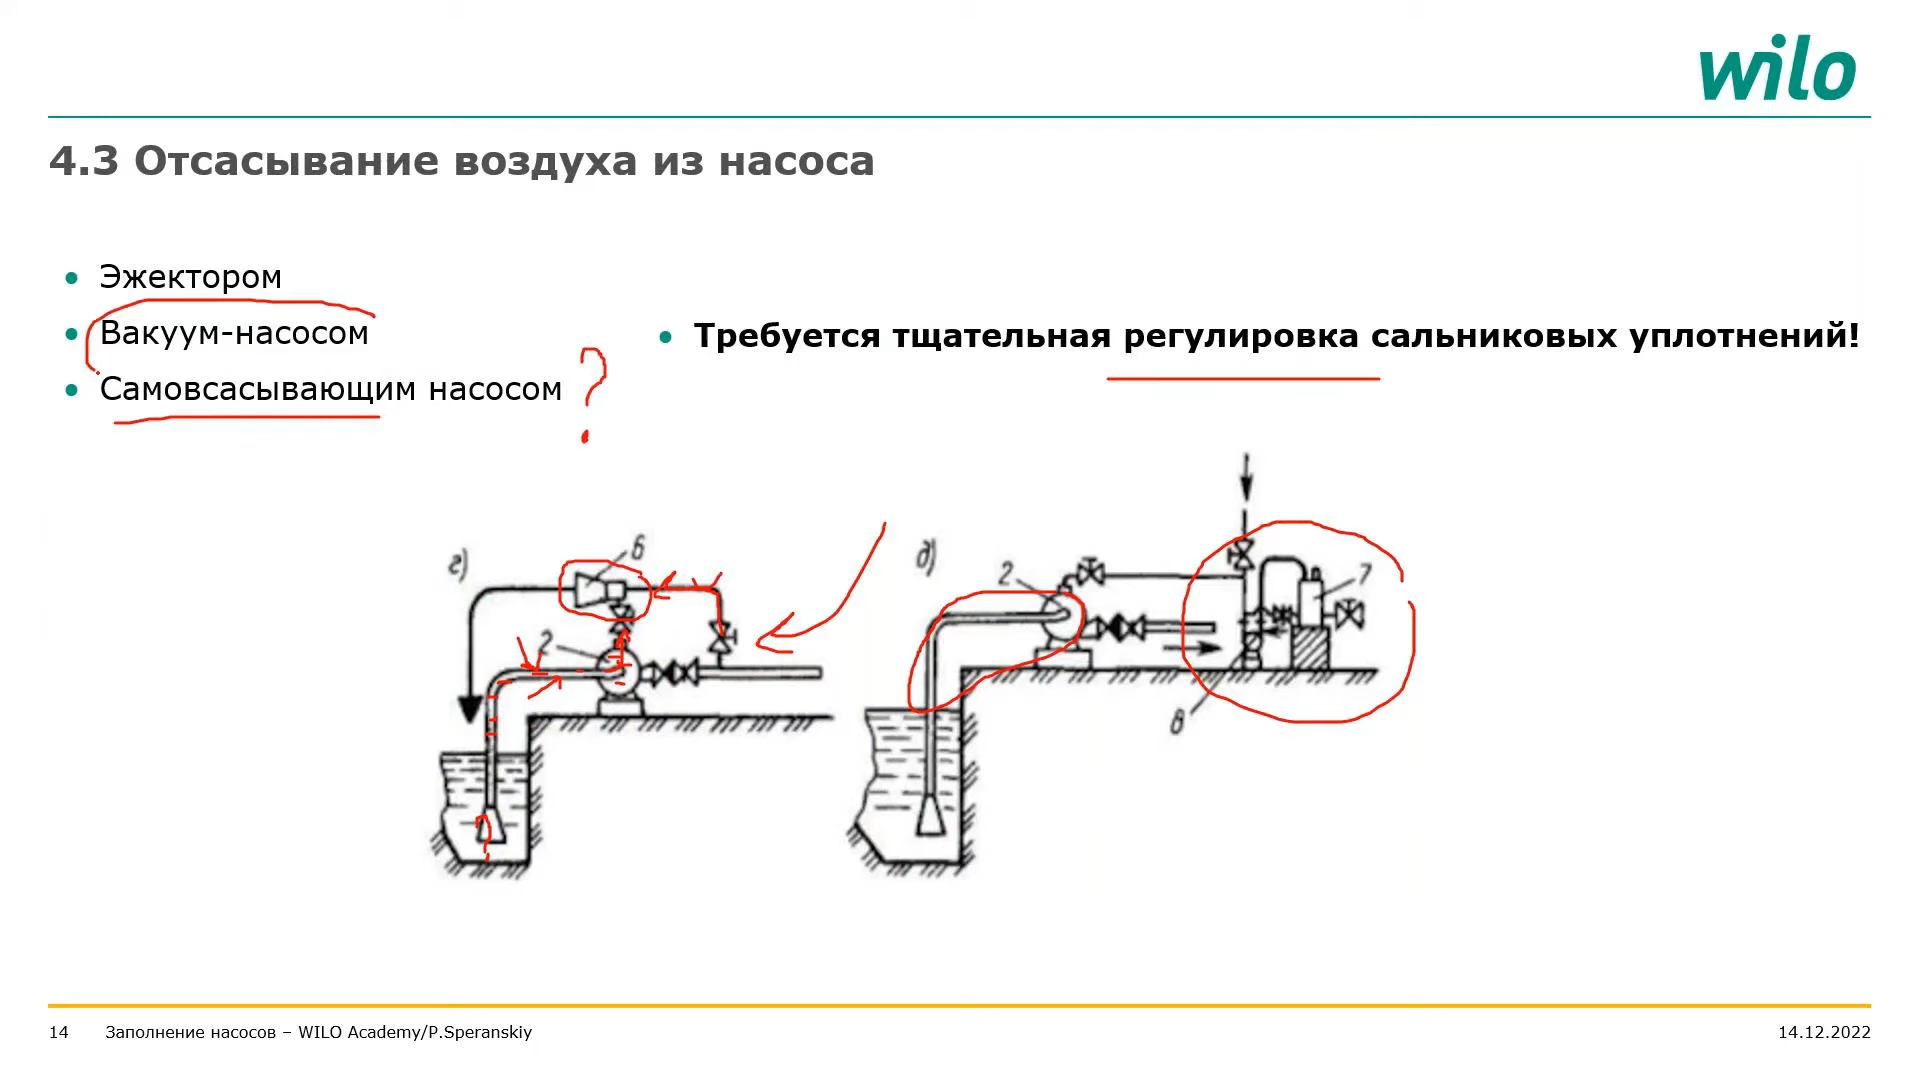 wilo
4.3 Отсасывание воздуха из насоса
• Эжектором
• Вакуум-насосом
• Самовсасывающим насосом ?
• Требуется тщательная регулировка сальниковых уплотнений!
г)
6
2
д)
2
7
8
14 Заполнение насосов – WILO Academy/P.Speranskiy
14.12.2022